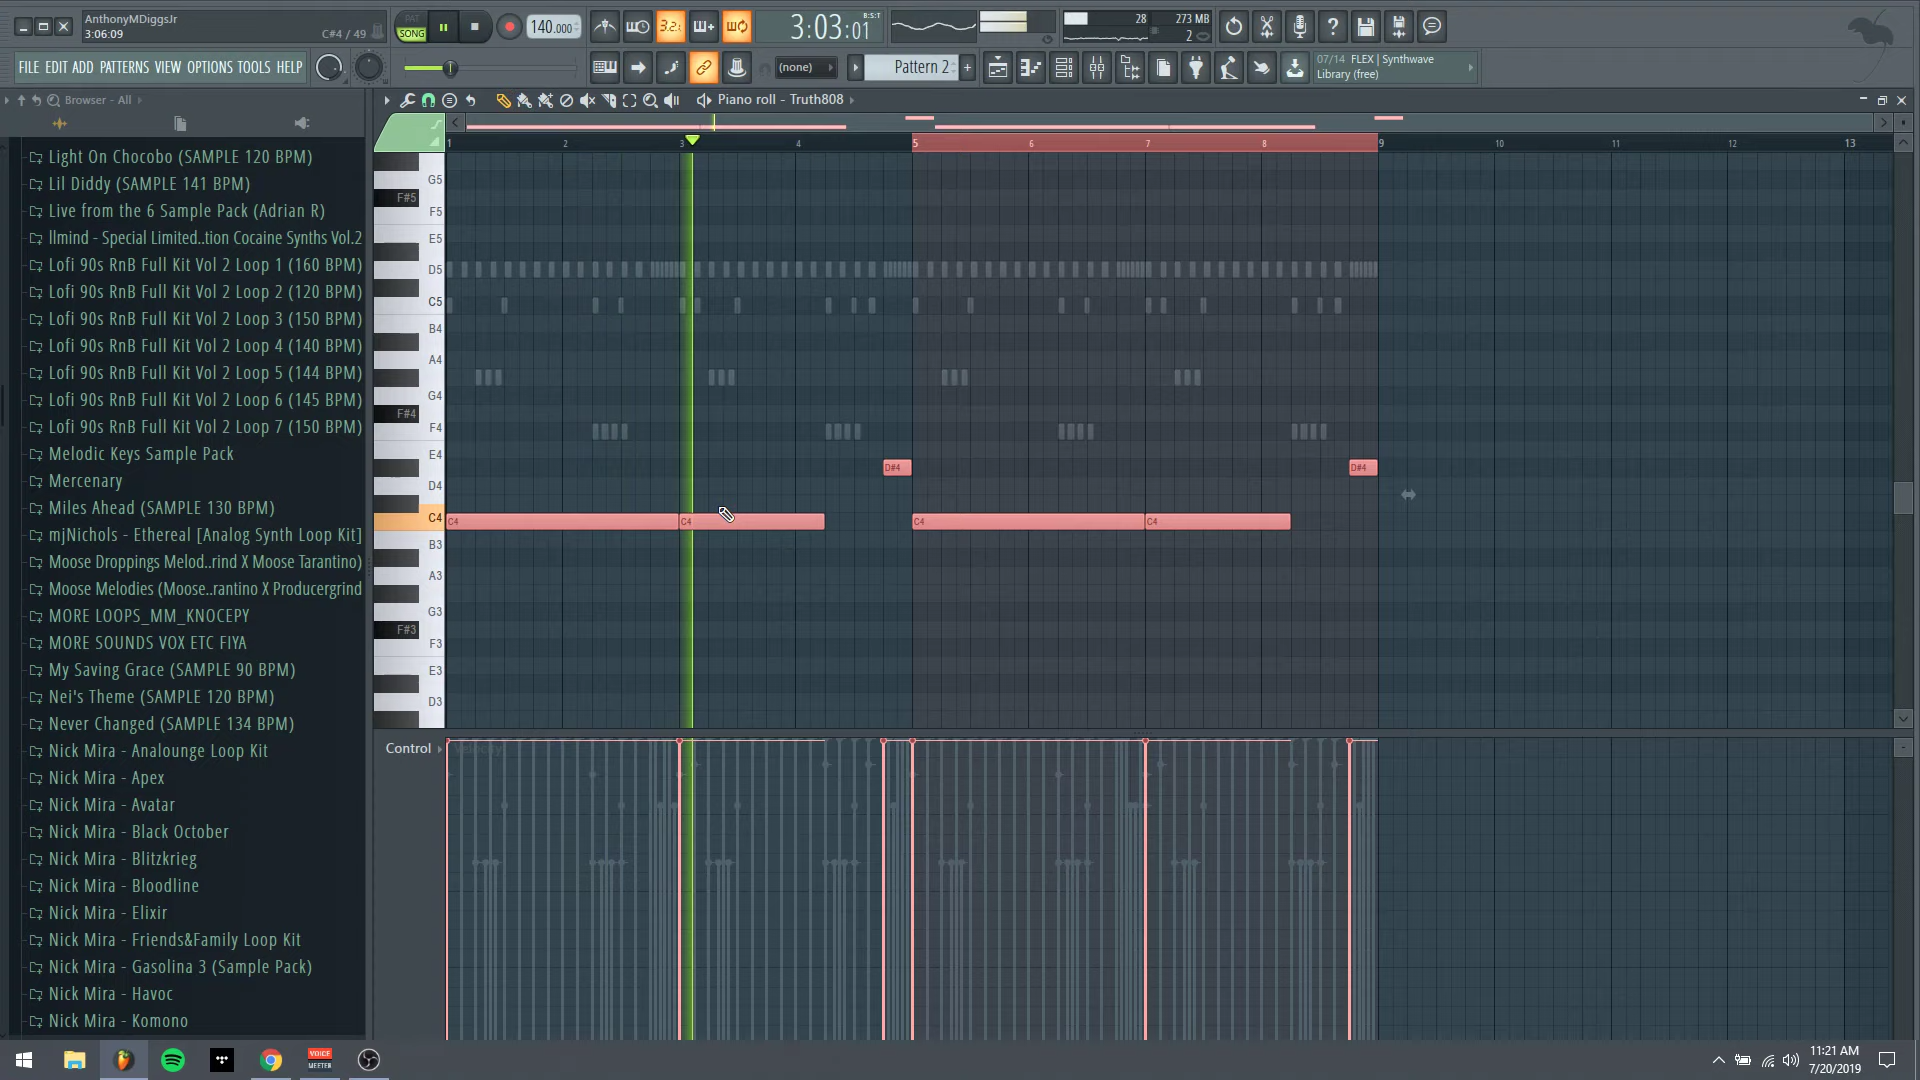 AnthonyMDiggsJr
3:06:09
C#4 / 49
PAT
SONG
140.000
3.2.
3:03:01
B:S:T
28
273 MB
2
FILE EDIT ADD PATTERNS VIEW OPTIONS TOOLS HELP
(none)
Pattern 2
07/14 FLEX | Synthwave
Library (free)
Browser - All
Piano roll - Truth808
1 2 3 4 5 6 7 8 9 10 11 12 13
Light On Chocobo (SAMPLE 120 BPM)
Lil Diddy (SAMPLE 141 BPM)
Live from the 6 Sample Pack (Adrian R)
llmind - Special Limited..tion Cocaine Synths Vol.2
Lofi 90s RnB Full Kit Vol 2 Loop 1 (160 BPM)
Lofi 90s RnB Full Kit Vol 2 Loop 2 (120 BPM)
Lofi 90s RnB Full Kit Vol 2 Loop 3 (150 BPM)
Lofi 90s RnB Full Kit Vol 2 Loop 4 (140 BPM)
Lofi 90s RnB Full Kit Vol 2 Loop 5 (144 BPM)
Lofi 90s RnB Full Kit Vol 2 Loop 6 (145 BPM)
Lofi 90s RnB Full Kit Vol 2 Loop 7 (150 BPM)
Melodic Keys Sample Pack
Mercenary
Miles Ahead (SAMPLE 130 BPM)
mjNichols - Ethereal [Analog Synth Loop Kit]
Moose Droppings Melod..rind X Moose Tarantino)
Moose Melodies (Moose..rantino X Producergrind
MORE LOOPS_MM_KNOCEPY
MORE SOUNDS VOX ETC FIYA
My Saving Grace (SAMPLE 90 BPM)
Nei's Theme (SAMPLE 120 BPM)
Never Changed (SAMPLE 134 BPM)
Nick Mira - Analounge Loop Kit
Nick Mira - Apex
Nick Mira - Avatar
Nick Mira - Black October
Nick Mira - Blitzkrieg
Nick Mira - Bloodline
Nick Mira - Elixir
Nick Mira - Friends&Family Loop Kit
Nick Mira - Gasolina 3 (Sample Pack)
Nick Mira - Havoc
Nick Mira - Komono
G5
F#5
F5
E5
D5
C5
B4
A4
G4
F#4
F4
E4
D4
C4
B3
A3
G3
F#3
F3
E3
D3
D#4
D#4
C4
C4
C4
C4
Control
Velocity
VOICE
MEETER
11:21 AM
7/20/2019